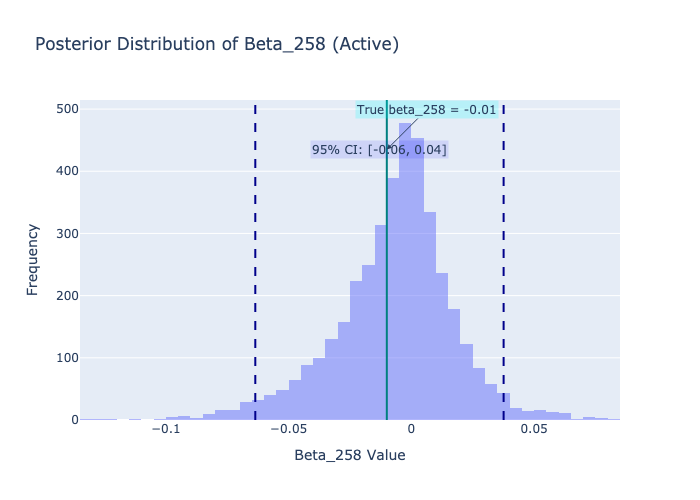 Posterior Distribution of Beta_258 (Active)
True beta_258 = -0.01
95% CI: [-0.06, 0.04]
500
400
300
200
100
0
Frequency
−0.1
−0.05
0
0.05
Beta_258 Value